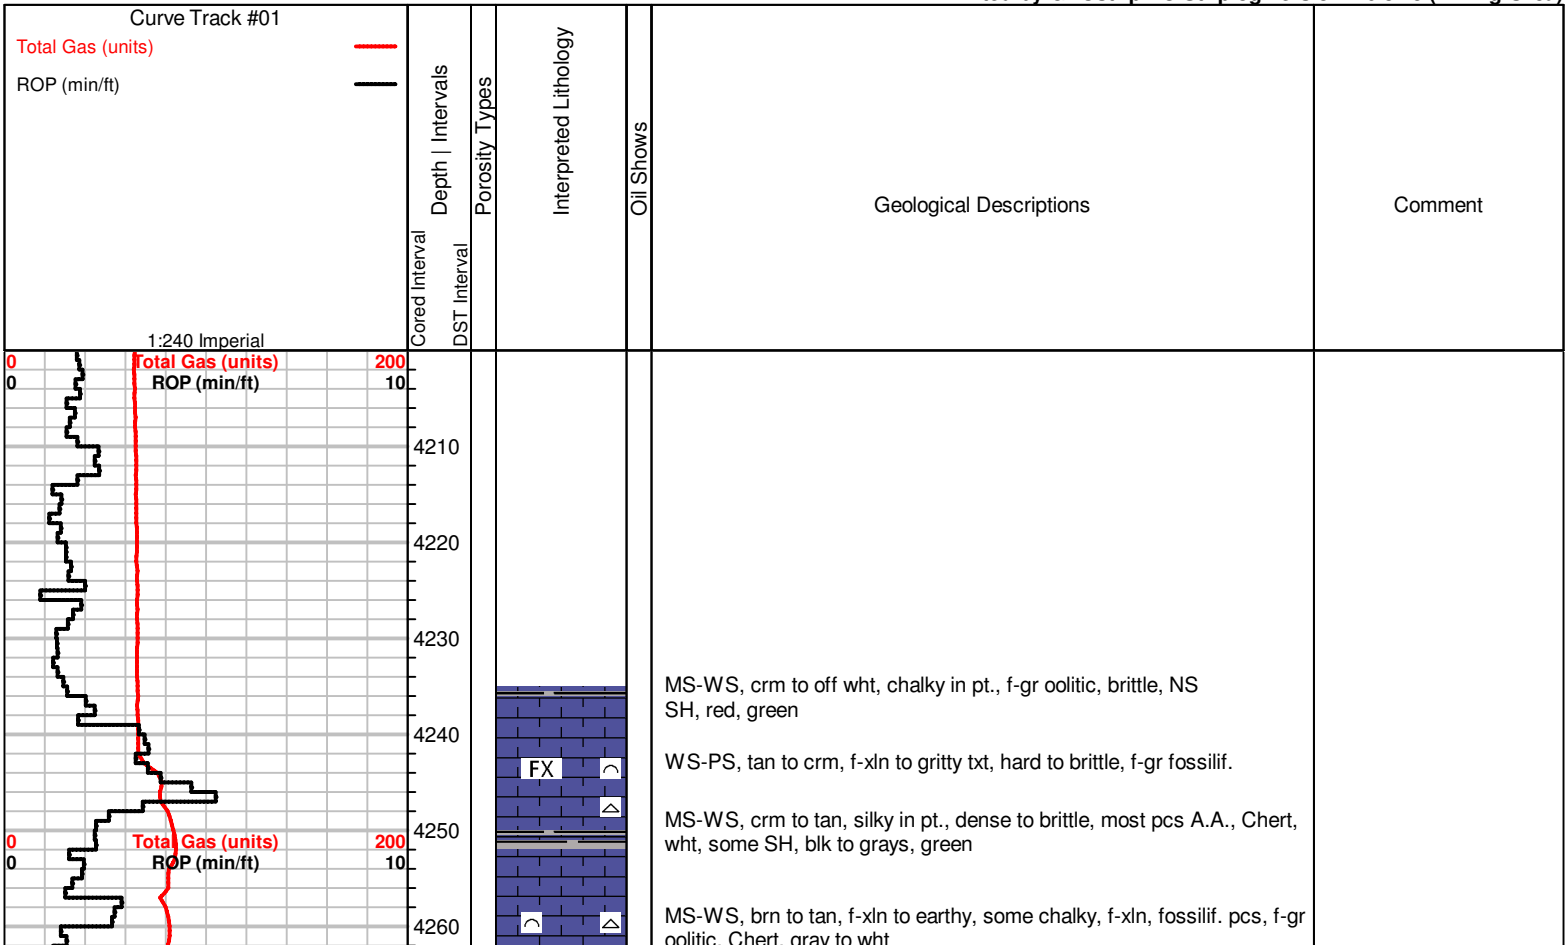 Curve Track #01
Total Gas (units)
ROP (min/ft)
1:240 Imperial
Cored Interval
Depth | Intervals
DST Interval
Porosity Types
Interpreted Lithology
Oil Shows
Geological Descriptions
Comment
0 Total Gas (units) 200
0 ROP (min/ft) 10
4210
4220
4230
MS-WS, crm to off wht, chalky in pt., f-gr oolitic, brittle, NS
SH, red, green
4240
WS-PS, tan to crm, f-xln to gritty txt, hard to brittle, f-gr fossilif.
FX
MS-WS, crm to tan, silky in pt., dense to brittle, most pcs A.A., Chert,
wht, some SH, blk to grays, green
4250
0 Total Gas (units) 200
0 ROP (min/ft) 10
MS-WS, brn to tan, f-xln to earthy, some chalky, f-xln, fossilif. pcs, f-gr
oolitic, Chert, gray to wht
4260